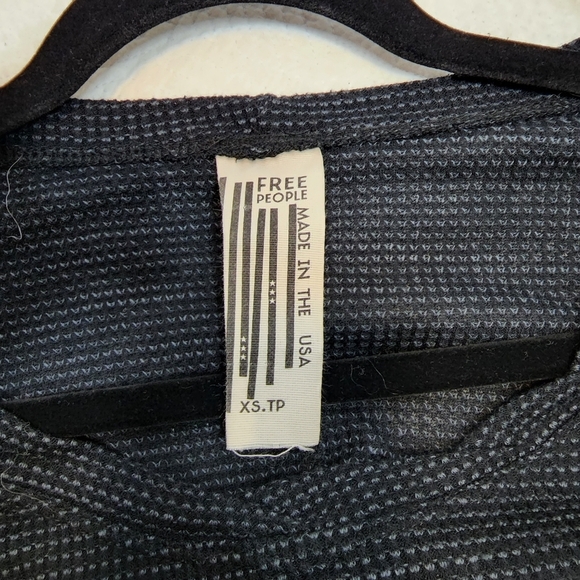 FREE
PEOPLE
MADE IN THE USA
XS.TP